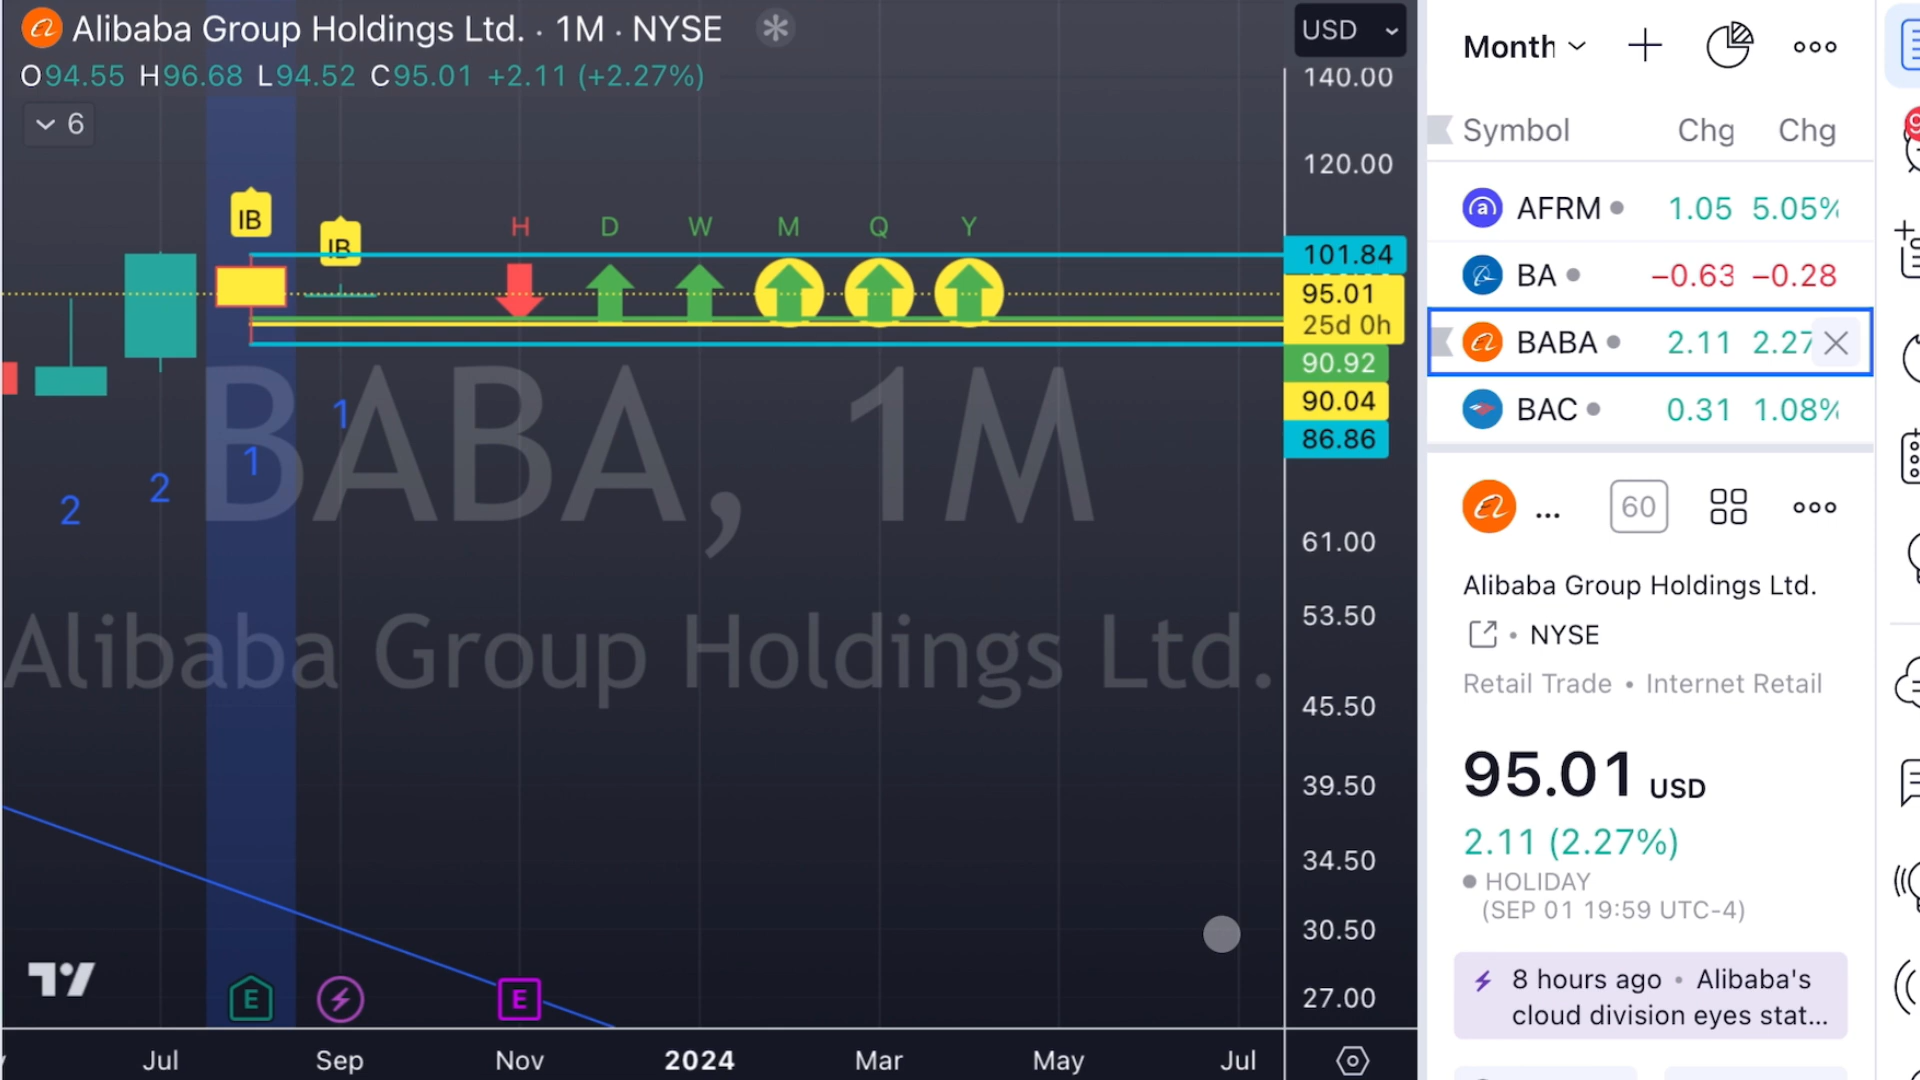 Alibaba Group Holdings Ltd. · 1M · NYSE
O94.55 H96.68 L94.52 C95.01 +2.11 (+2.27%)
6
USD
140.00
120.00
101.84
95.01
25d 0h
90.92
90.04
86.86
61.00
53.50
45.50
39.50
34.50
30.50
27.00
IB
IB
H D W M Q Y
2
2
1
1
BABA, 1M
Alibaba Group Holdings Ltd.
E
E
Jul
Sep
Nov
2024
Mar
May
Jul
Month
Symbol Chg Chg
AFRM 1.05 5.05%
BA −0.63 −0.28
BABA 2.11 2.27
BAC 0.31 1.08%
... 60
Alibaba Group Holdings Ltd.
• NYSE
Retail Trade • Internet Retail
95.01 USD
2.11 (2.27%)
HOLIDAY
(SEP 01 19:59 UTC-4)
8 hours ago • Alibaba's
cloud division eyes stat...